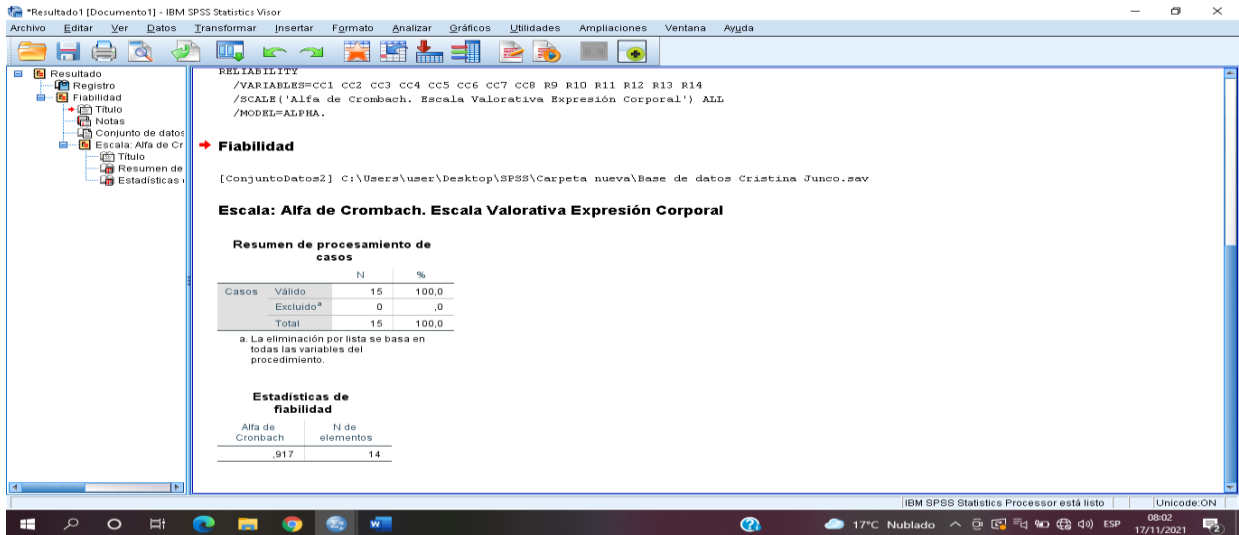 *Resultado1 [Documento1] - IBM SPSS Statistics Visor
Archivo Editar Ver Datos Transformar Insertar Formato Analizar Gráficos Utilidades Ampliaciones Ventana Ayuda
Resultado
Registro
Fiabilidad
Título
Notas
Conjunto de datos
Escala: Alfa de Cr
Título
Resumen de
Estadísticas
RELIABILITY
/VARIABLES=CC1 CC2 CC3 CC4 CC5 CC6 CC7 CC8 R9 R10 R11 R12 R13 R14
/SCALE('Alfa de Crombach. Escala Valorativa Expresión Corporal') ALL
/MODEL=ALPHA.
Fiabilidad
[ConjuntoDatos2] C:\Users\user\Desktop\SPSS\Carpeta nueva\Base de datos Cristina Junco.sav
Escala: Alfa de Crombach. Escala Valorativa Expresión Corporal
Resumen de procesamiento de
casos
N %
Casos Válido 15 100,0
Excluidoª 0 ,0
Total 15 100,0
a. La eliminación por lista se basa en
todas las variables del
procedimiento.
Estadísticas de
fiabilidad
Alfa de
Cronbach
N de
elementos
,917 14
IBM SPSS Statistics Processor está listo Unicode:ON
17°C Nublado ESP 08:02
17/11/2021